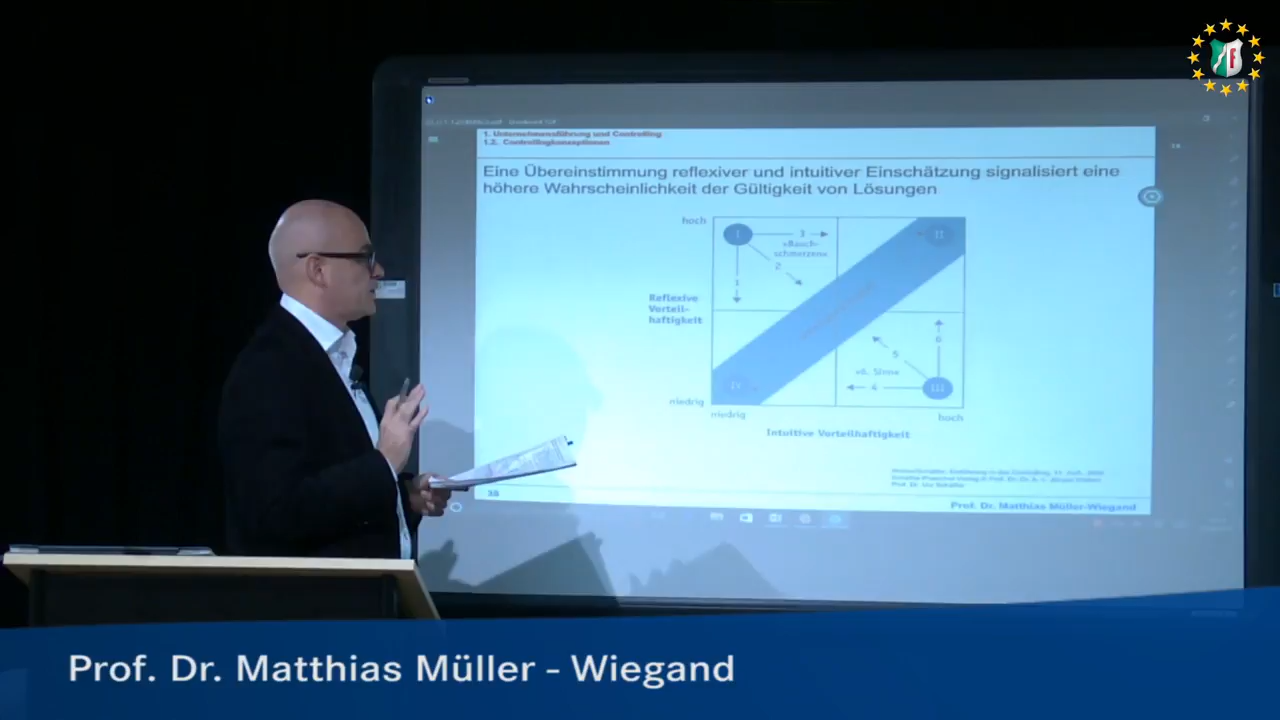 1. Unternehmensführung und Controlling
1.2. Controllingkonzeptionen
Eine Übereinstimmung reflexiver und intuitiver Einschätzung signalisiert eine
höhere Wahrscheinlichkeit der Gültigkeit von Lösungen
hoch
I
3
II
»Bauch-
schmerzen«
2
1
Reflexive
Vorteil-
haftigkeit
6
5
»6. Sinn«
IV
4
III
niedrig
niedrig
hoch
Intuitive Vorteilhaftigkeit
38
Prof. Dr. Matthias Müller-Wiegand
F
Prof. Dr. Matthias Müller - Wiegand